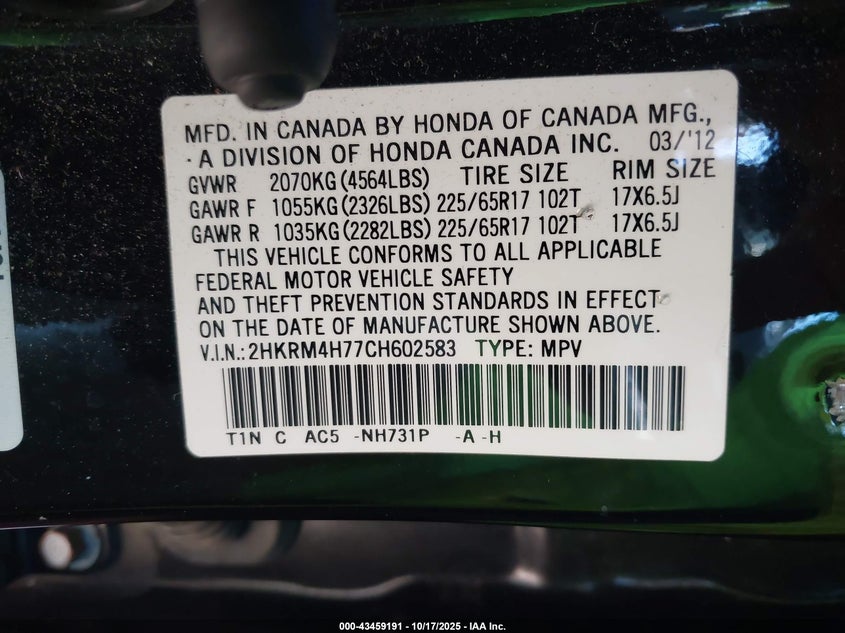 MFD. IN CANADA BY HONDA OF CANADA MFG.,
· A DIVISION OF HONDA CANADA INC. 03/'12
GVWR 2070KG(4564LBS) TIRE SIZE RIM SIZE
GAWR F 1055KG(2326LBS) 225/65R17 102T 17X6.5J
GAWR R 1035KG(2282LBS) 225/65R17 102T 17X6.5J
THIS VEHICLE CONFORMS TO ALL APPLICABLE
FEDERAL MOTOR VEHICLE SAFETY
AND THEFT PREVENTION STANDARDS IN EFFECT
ON THE DATE OF MANUFACTURE SHOWN ABOVE.
V.I.N.:2HKRM4H77CH602583 TYPE: MPV
T1N C AC5 -NH731P -A -H
000-43459191 - 10/17/2025 - IAA Inc.